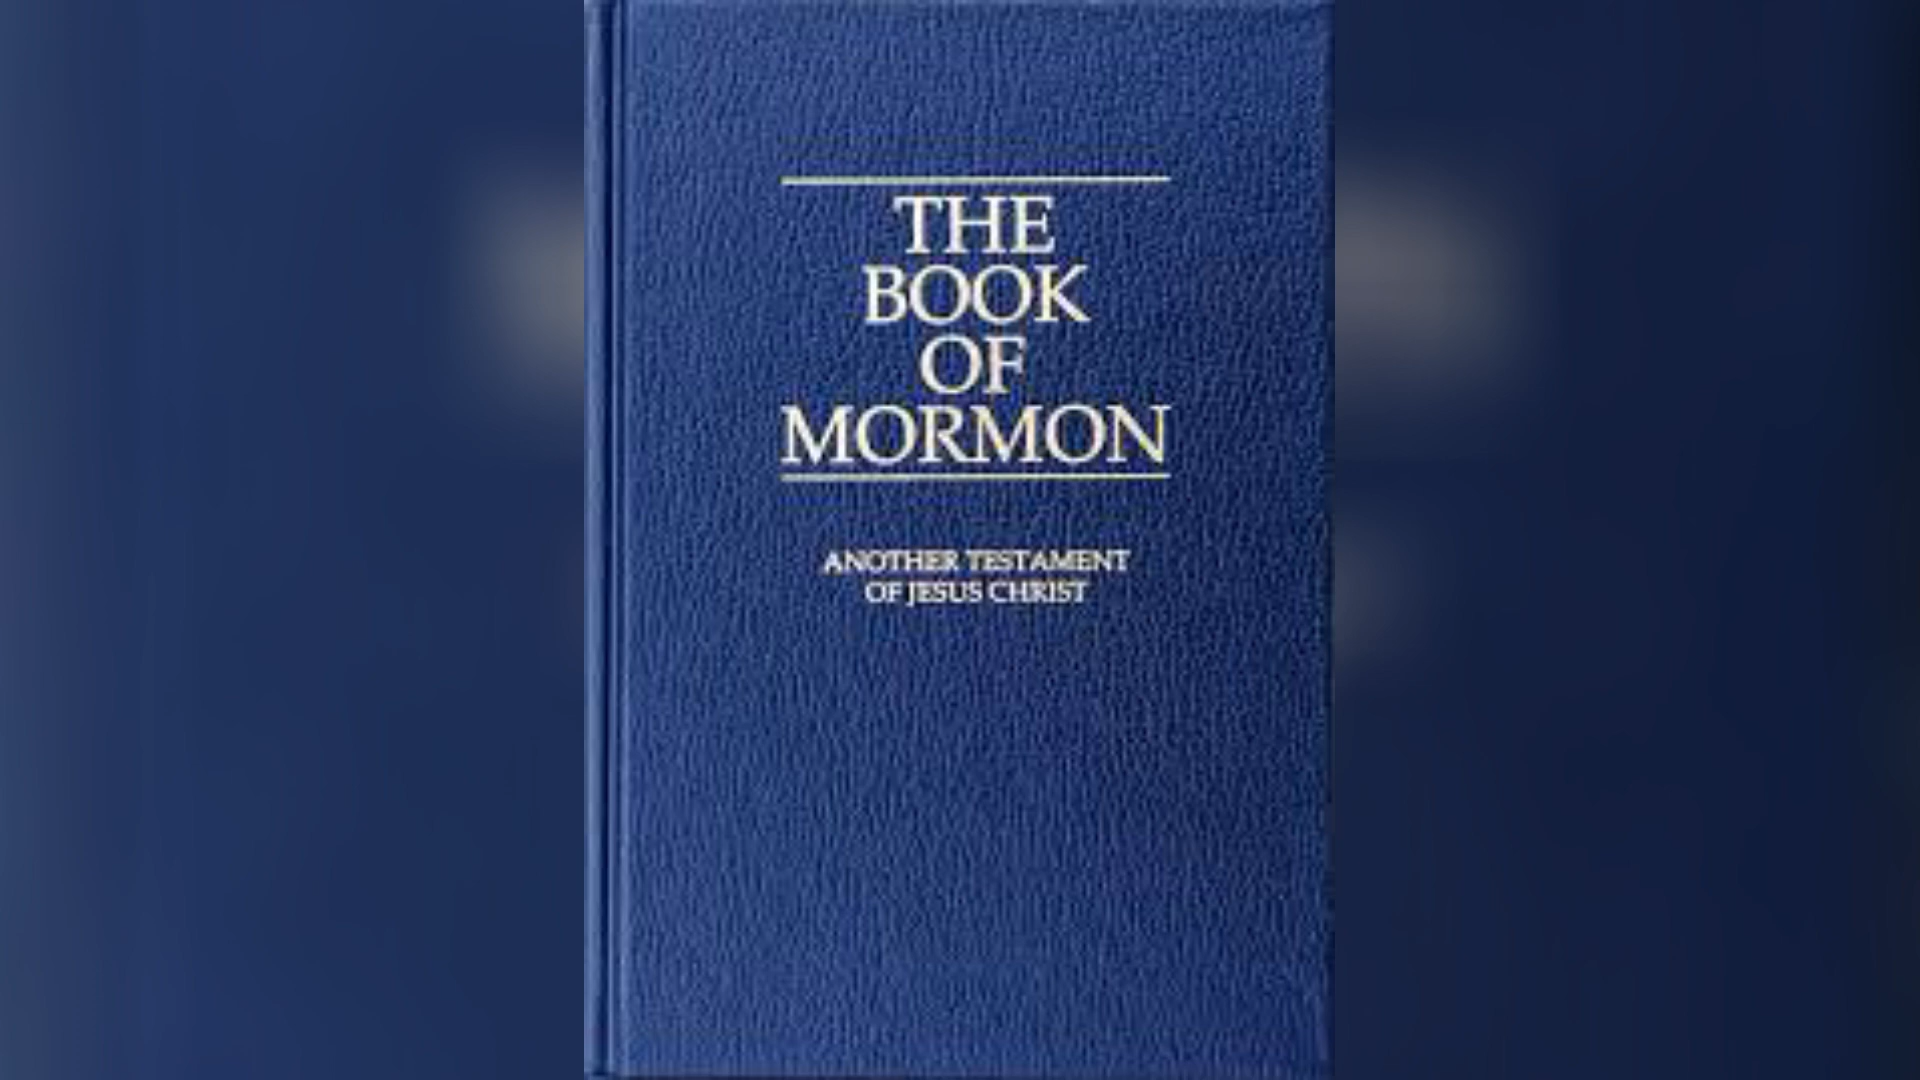 THE
BOOK
OF
MORMON
ANOTHER TESTAMENT
OF JESUS CHRIST